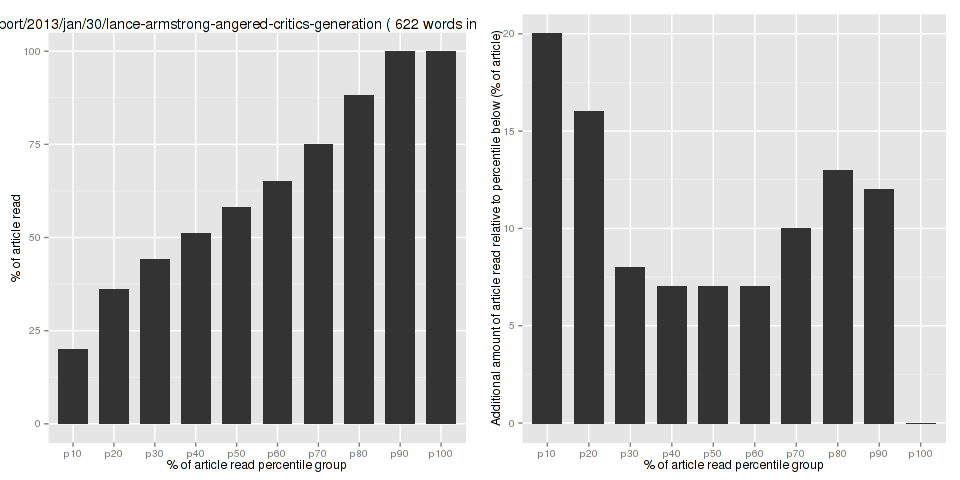 port/2013/jan/30/lance-armstrong-angered-critics-generation ( 622 words in
% of article read
100
75
50
25
0
p10 p20 p30 p40 p50 p60 p70 p80 p90 p100
% of article read percentile group
Additional amount of article read relative to percentile below (% of article)
20
15
10
5
0
p10 p20 p30 p40 p50 p60 p70 p80 p90 p100
% of article read percentile group